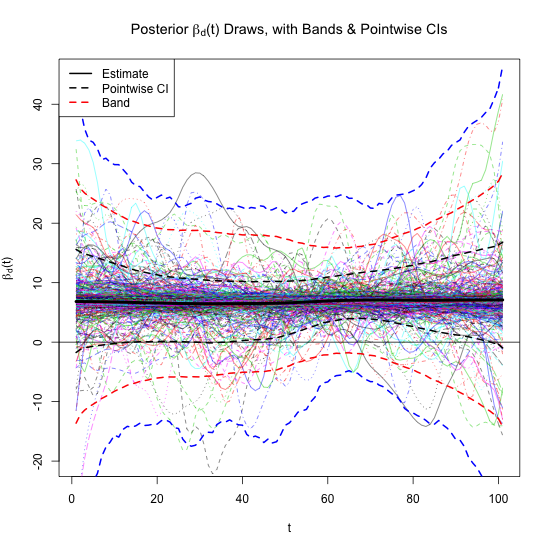 Posterior βd(t) Draws, with Bands & Pointwise CIs
Estimate
Pointwise CI
Band
40
30
20
10
0
-10
-20
βd(t)
0 20 40 60 80 100
t